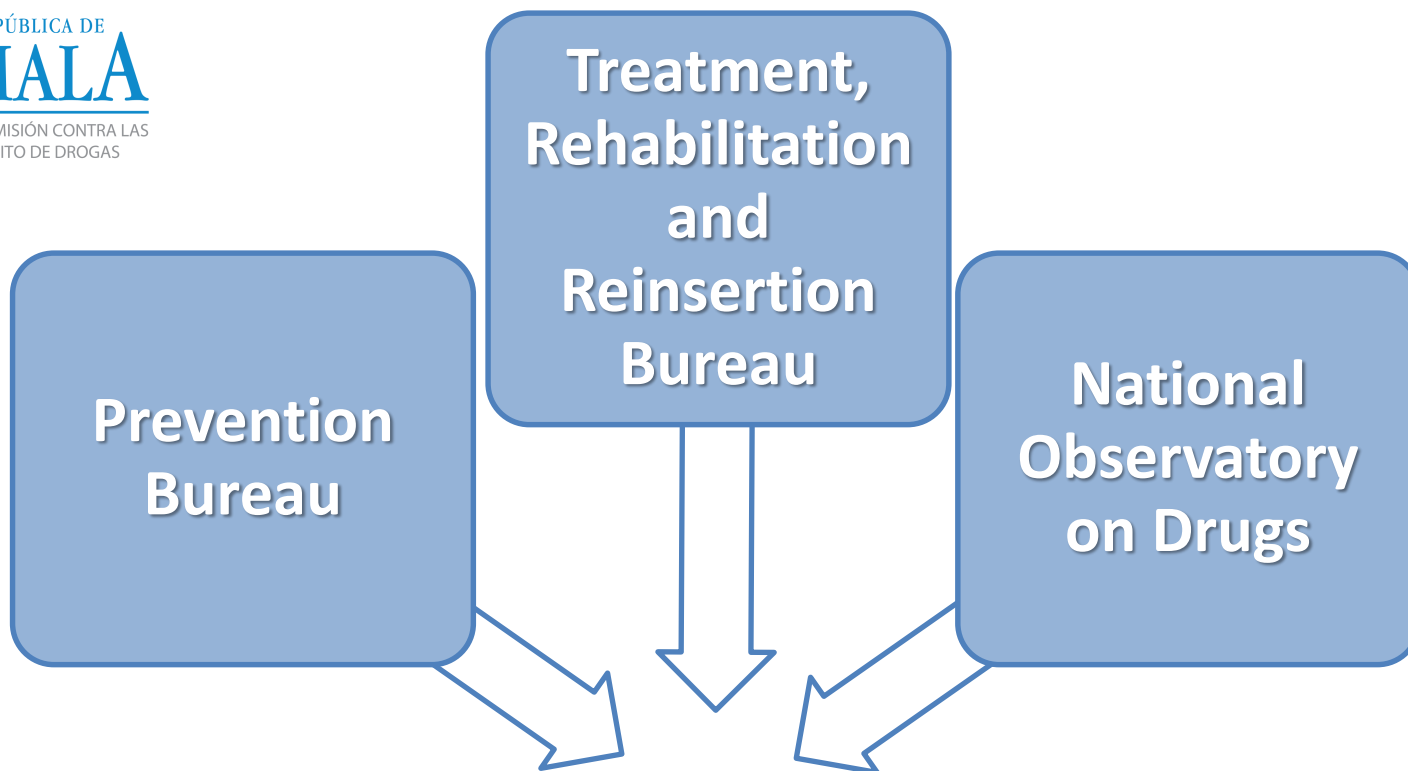 PÚBLICA DE
ALA
MISIÓN CONTRA LAS
ITO DE DROGAS
Treatment,
Rehabilitation
and
Reinsertion
Bureau
Prevention
Bureau
National
Observatory
on Drugs